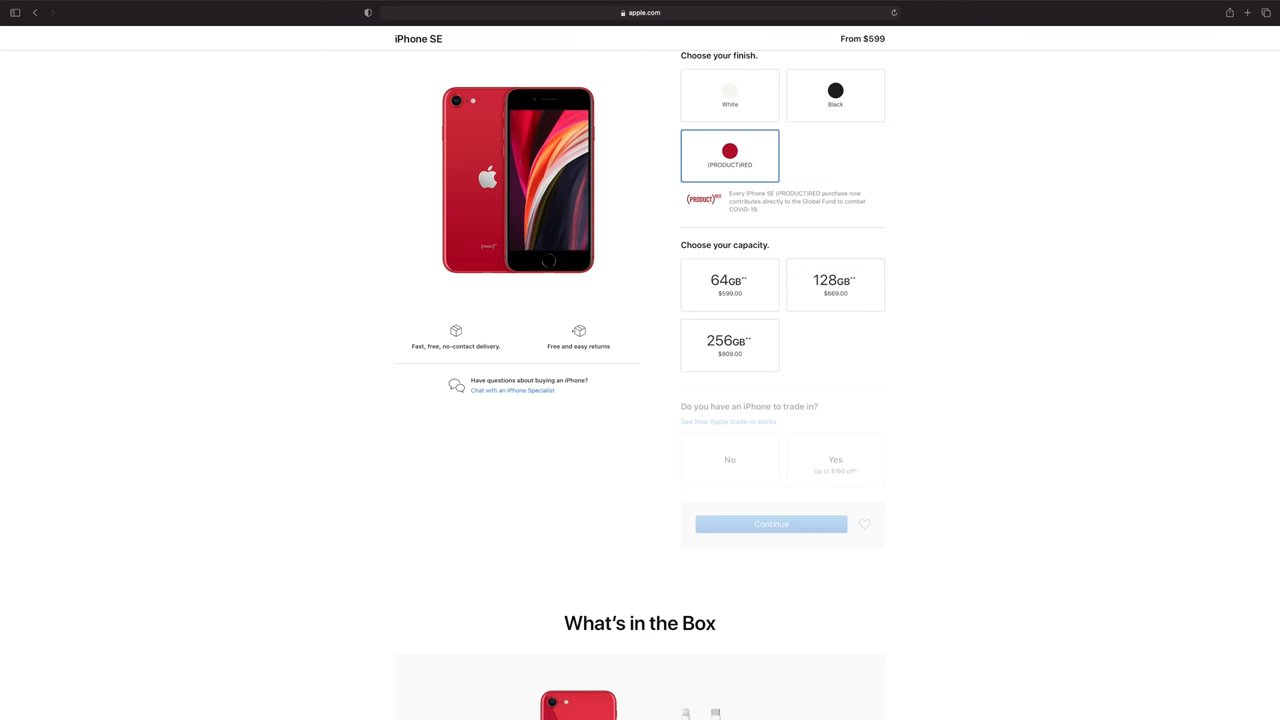 apple.com
iPhone SE
From $599
Choose your finish.
White
Black
(PRODUCT)RED
(PRODUCT)RED
Every iPhone SE (PRODUCT)RED purchase now
contributes directly to the Global Fund to combat
COVID-19.
Choose your capacity.
64GB**
$599.00
128GB**
$669.00
256GB**
$809.00
Fast, free, no-contact delivery.
Free and easy returns
Have questions about buying an iPhone?
Chat with an iPhone Specialist
Do you have an iPhone to trade in?
See how Apple trade-in works
No
Yes
Continue
What's in the Box